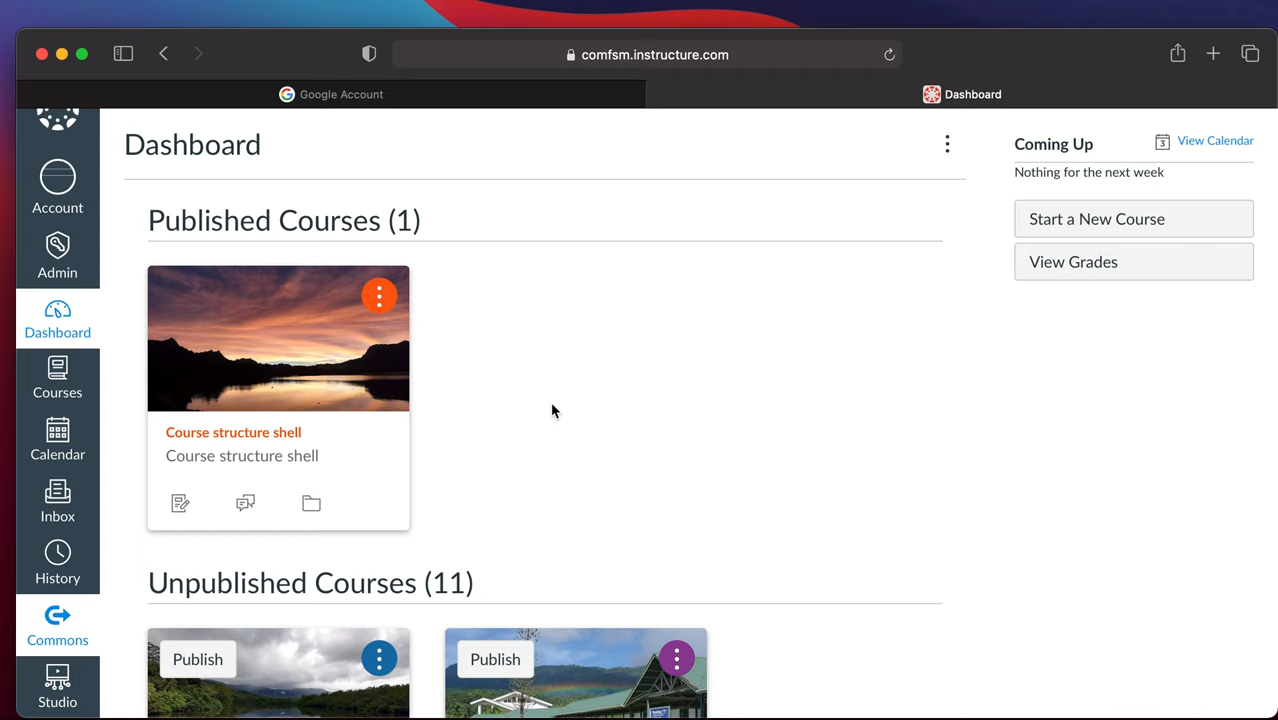 comfsm.instructure.com
Google Account
Dashboard
Account
Admin
Dashboard
Courses
Calendar
Inbox
History
Commons
Studio
Dashboard
Published Courses (1)
Course structure shell
Course structure shell
Unpublished Courses (11)
Publish
Publish
Coming Up
3
View Calendar
Nothing for the next week
Start a New Course
View Grades